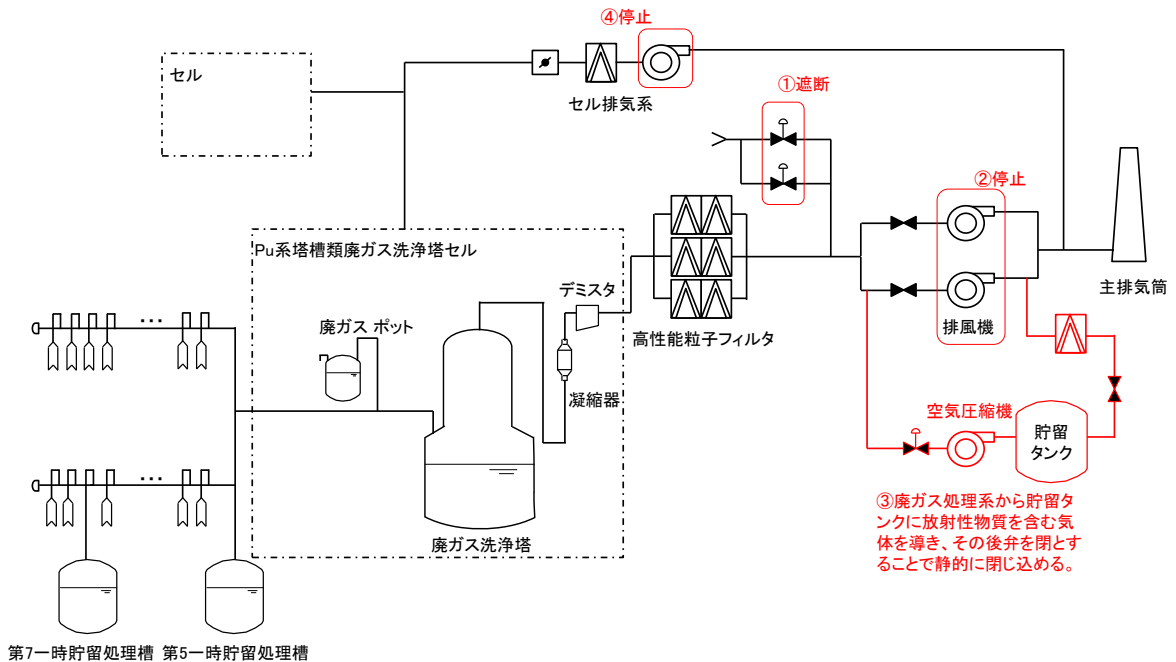 ④停止
セル
セル排気系
①遮断
②停止
Pu系塔槽類廃ガス洗浄塔セル
デミスタ
主排気筒
廃ガス ポット
高性能粒子フィルタ
排風機
凝縮器
空気圧縮機
貯留
タンク
③廃ガス処理系から貯留タ
ンクに放射性物質を含む気
体を導き、その後弁を閉とす
ることで静的に閉じ込める。
廃ガス洗浄塔
第7一時貯留処理槽 第5一時貯留処理槽